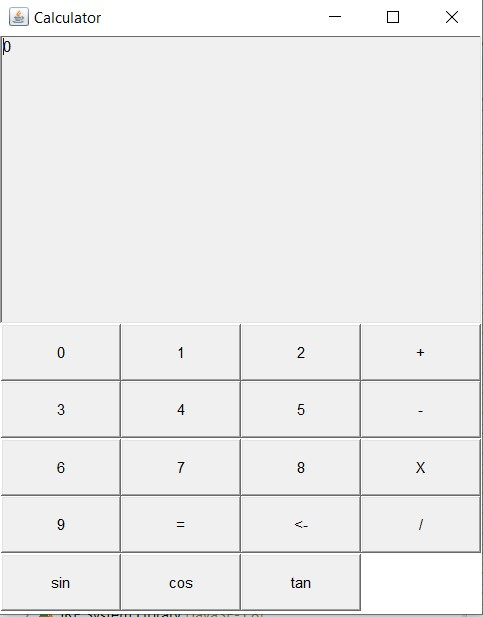 Calculator
0
0 1 2 +
3 4 5 -
6 7 8 X
9 = <- /
sin cos tan